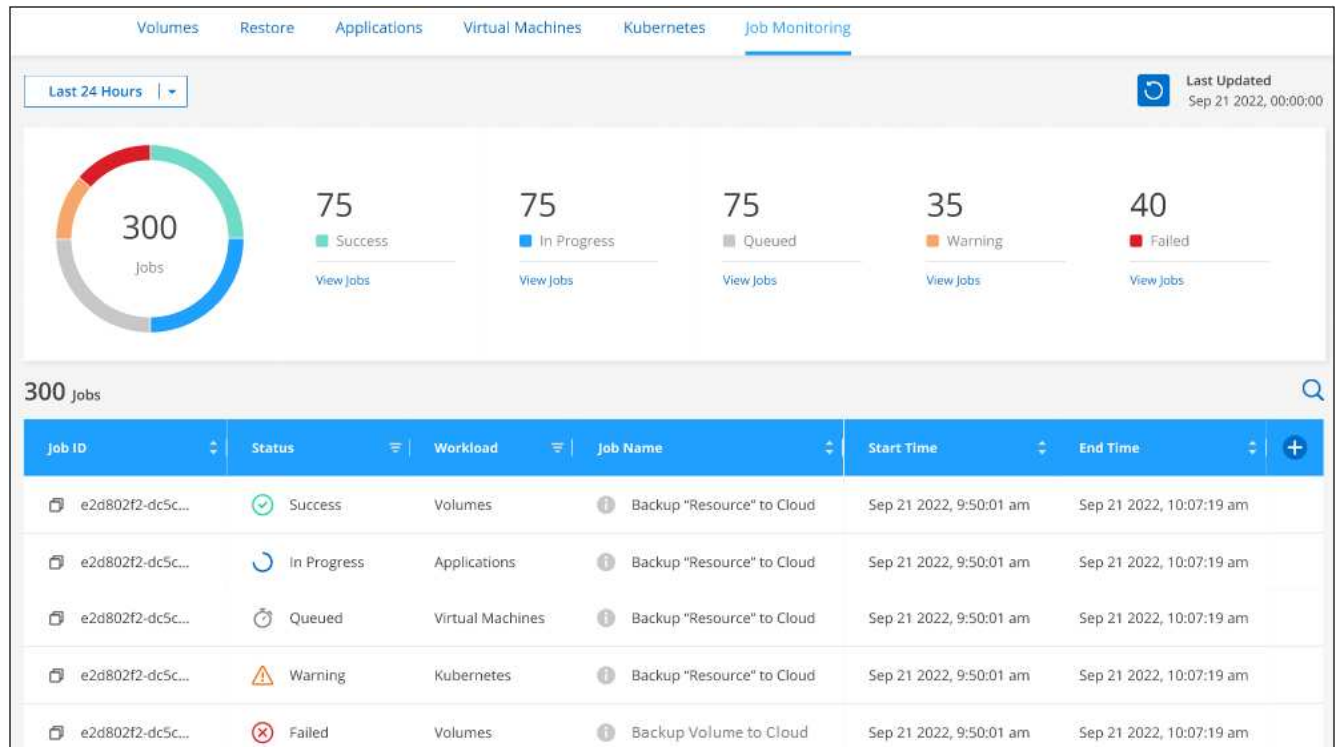 Volumes Restore Applications Virtual Machines Kubernetes Job Monitoring
Last 24 Hours
Last Updated
Sep 21 2022, 00:00:00
300
Jobs
75 75 75 35 40
Success In Progress Queued Warning Failed
View Jobs View Jobs View Jobs View Jobs View Jobs
300 Jobs
Job ID Status Workload Job Name Start Time End Time
e2d802f2-dc5c... Success Volumes Backup “Resource” to Cloud Sep 21 2022, 9:50:01 am Sep 21 2022, 10:07:19 am
e2d802f2-dc5c... In Progress Applications Backup “Resource” to Cloud Sep 21 2022, 9:50:01 am Sep 21 2022, 10:07:19 am
e2d802f2-dc5c... Queued Virtual Machines Backup “Resource” to Cloud Sep 21 2022, 9:50:01 am Sep 21 2022, 10:07:19 am
e2d802f2-dc5c... Warning Kubernetes Backup “Resource” to Cloud Sep 21 2022, 9:50:01 am Sep 21 2022, 10:07:19 am
e2d802f2-dc5c... Failed Volumes Backup Volume to Cloud Sep 21 2022, 9:50:01 am Sep 21 2022, 10:07:19 am